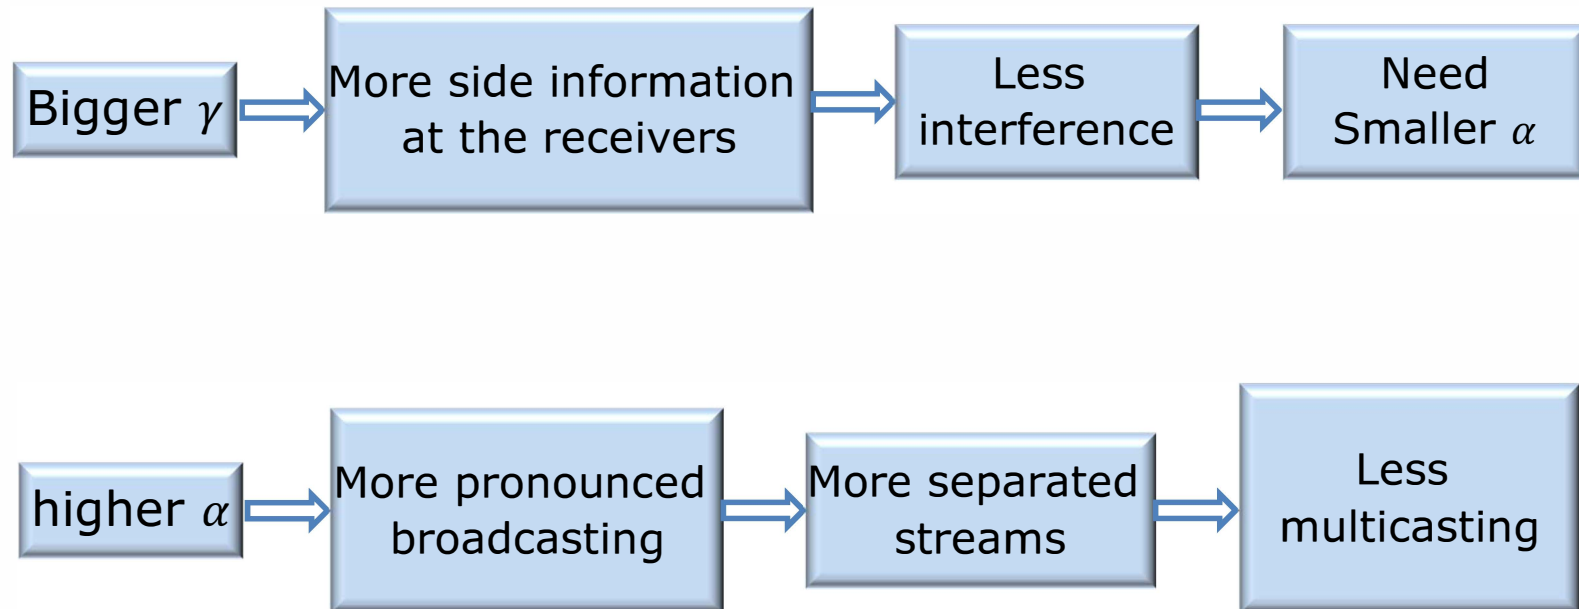 Bigger γ
More side information
at the receivers
Less
interference
Need
Smaller α
higher α
More pronounced
broadcasting
More separated
streams
Less
multicasting